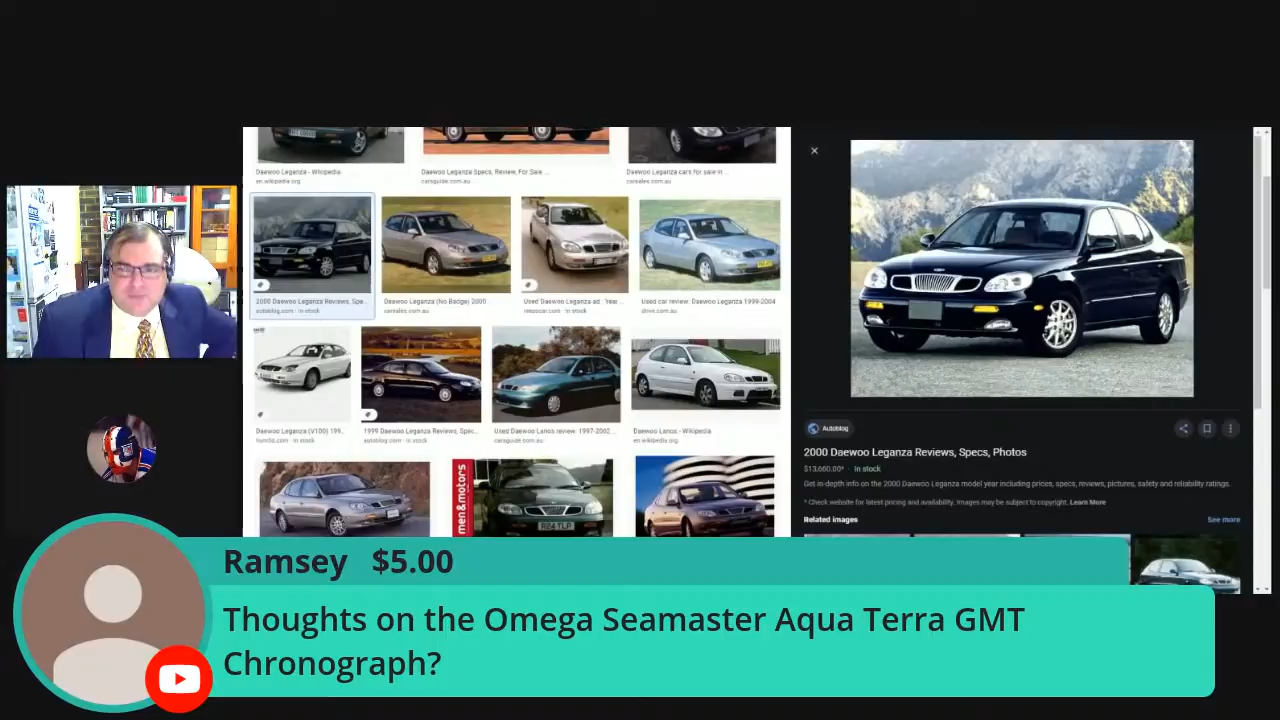 Daewoo Leganza - Wikipedia
en.wikipedia.org
Daewoo Leganza Specs, Review, For Sale ...
carsguide.com.au
Daewoo Leganza cars for sale in ...
carsales.com.au
2000 Daewoo Leganza Reviews, Spe...
autoblog.com · In stock
Daewoo Leganza (No Badge) 2000
carsales.com.au
Used Daewoo Leganza ad : Year ...
Used car review: Daewoo Leganza 1999-2004
drive.com.au
Daewoo Leganza (V100) 199...
1999 Daewoo Leganza Reviews, Spec...
autoblog.com · In stock
Used Daewoo Lanos review: 1997-2002...
carsguide.com.au
Daewoo Lanos - Wikipedia
en.wikipedia.org
men&motors
R124 TLP
Autoblog
2000 Daewoo Leganza Reviews, Specs, Photos
$13,660.00* · In stock
Get in-depth info on the 2000 Daewoo Leganza model year including prices, specs, reviews, pictures, safety and reliability ratings.
* Check website for latest pricing and availability. Images may be subject to copyright. Learn More
Related images
See more
Ramsey $5.00
Thoughts on the Omega Seamaster Aqua Terra GMT
Chronograph?